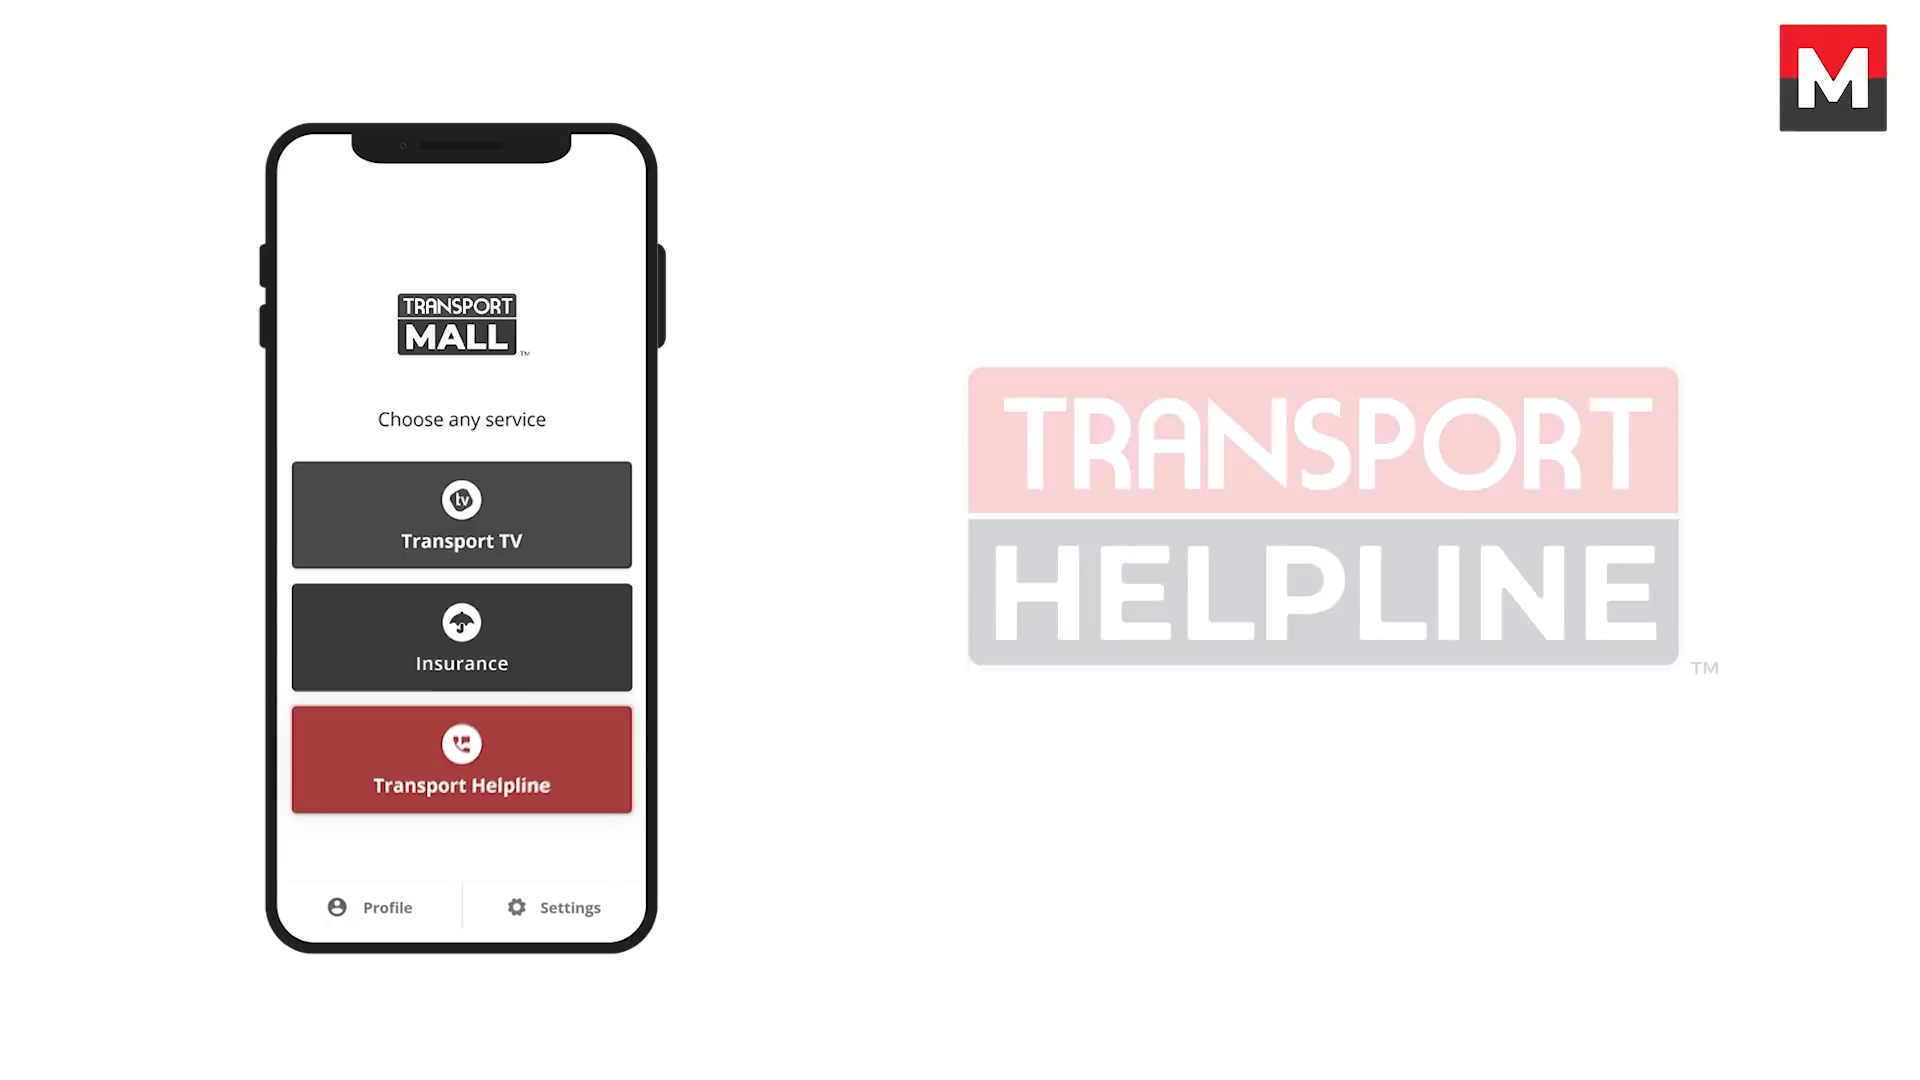 M
TRANSPORT
MALL
TM
Choose any service
tv
Transport TV
Insurance
Transport Helpline
Profile
Settings
TRANSPORT
HELPLINE
TM